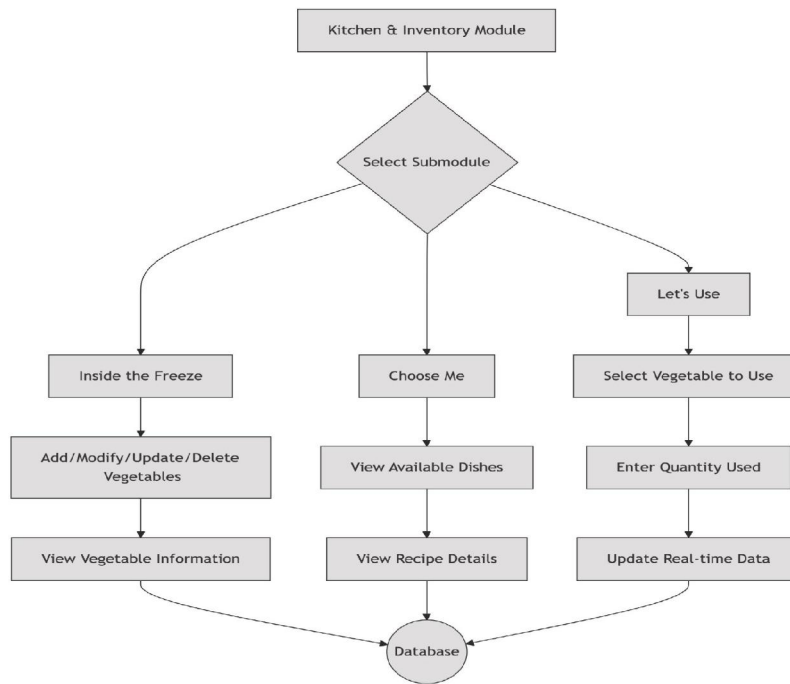 Kitchen & Inventory Module
Select Submodule
Let's Use
Inside the Freeze
Choose Me
Select Vegetable to Use
Add/Modify/Update/Delete
Vegetables
View Available Dishes
Enter Quantity Used
View Vegetable Information
View Recipe Details
Update Real-time Data
Database